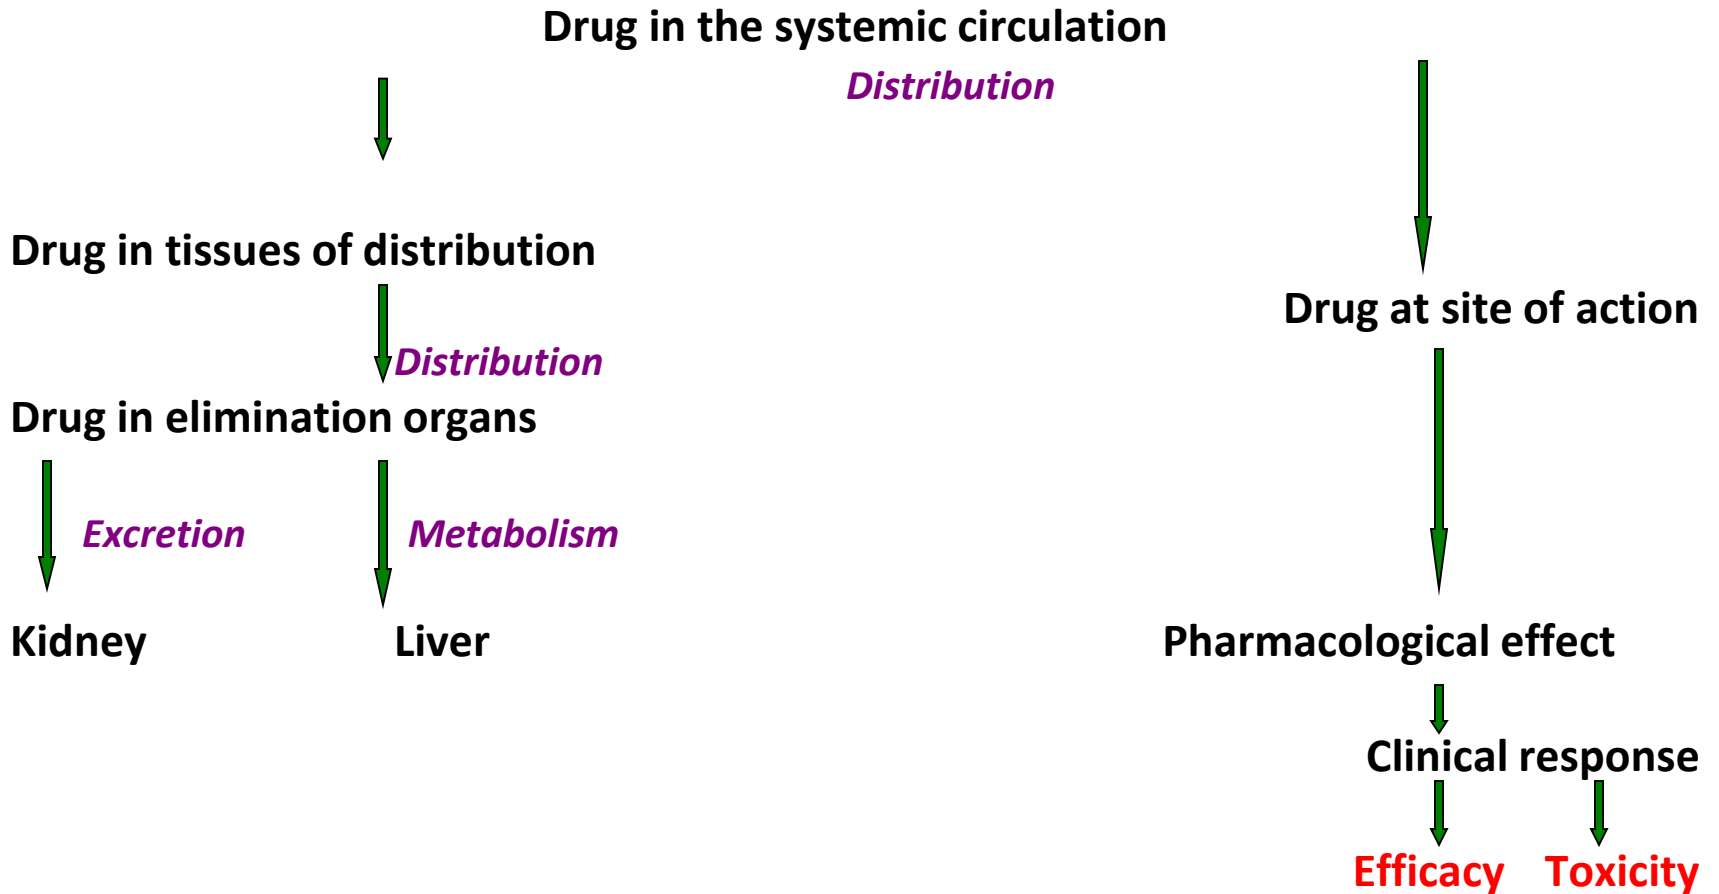 Drug in the systemic circulation
Distribution
Drug in tissues of distribution
Drug at site of action
Distribution
Drug in elimination organs
Excretion
Metabolism
Kidney
Liver
Pharmacological effect
Clinical response
Efficacy
Toxicity